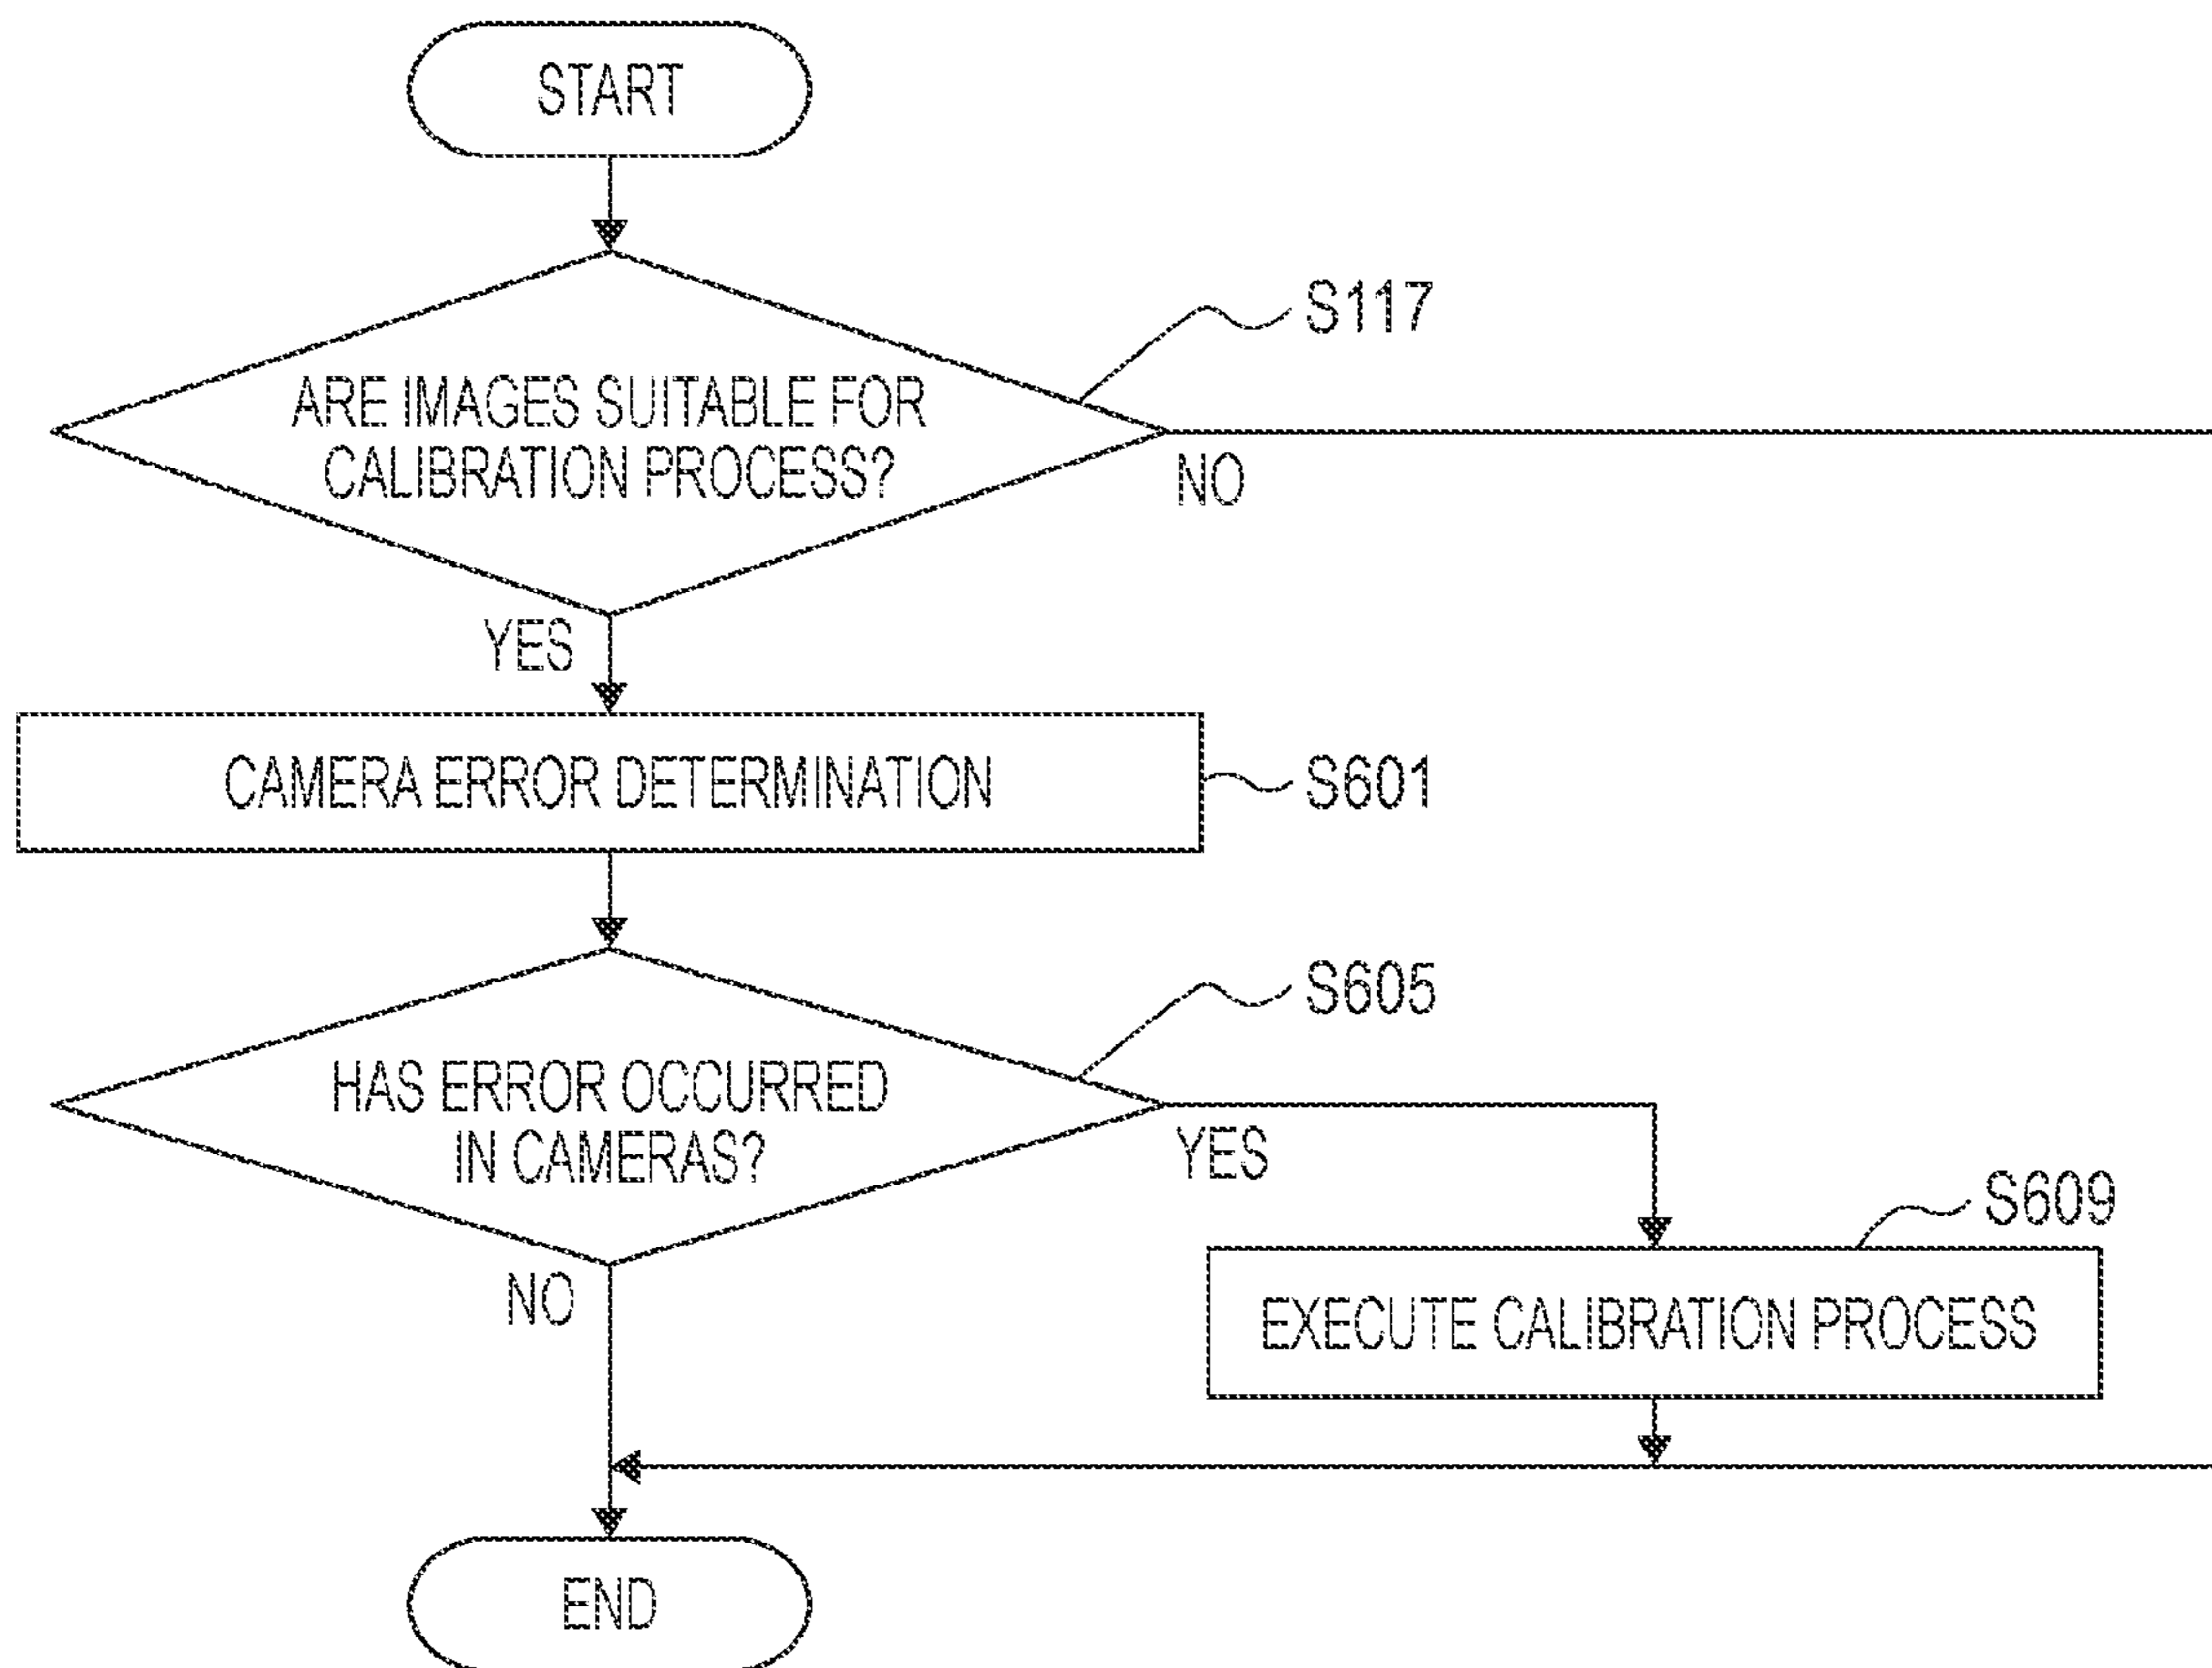 START
S117
ARE IMAGES SUITABLE FOR
CALIBRATION PROCESS?
NO
YES
CAMERA ERROR DETERMINATION
S601
S605
HAS ERROR OCCURRED
IN CAMERAS?
YES
S609
NO
EXECUTE CALIBRATION PROCESS
END